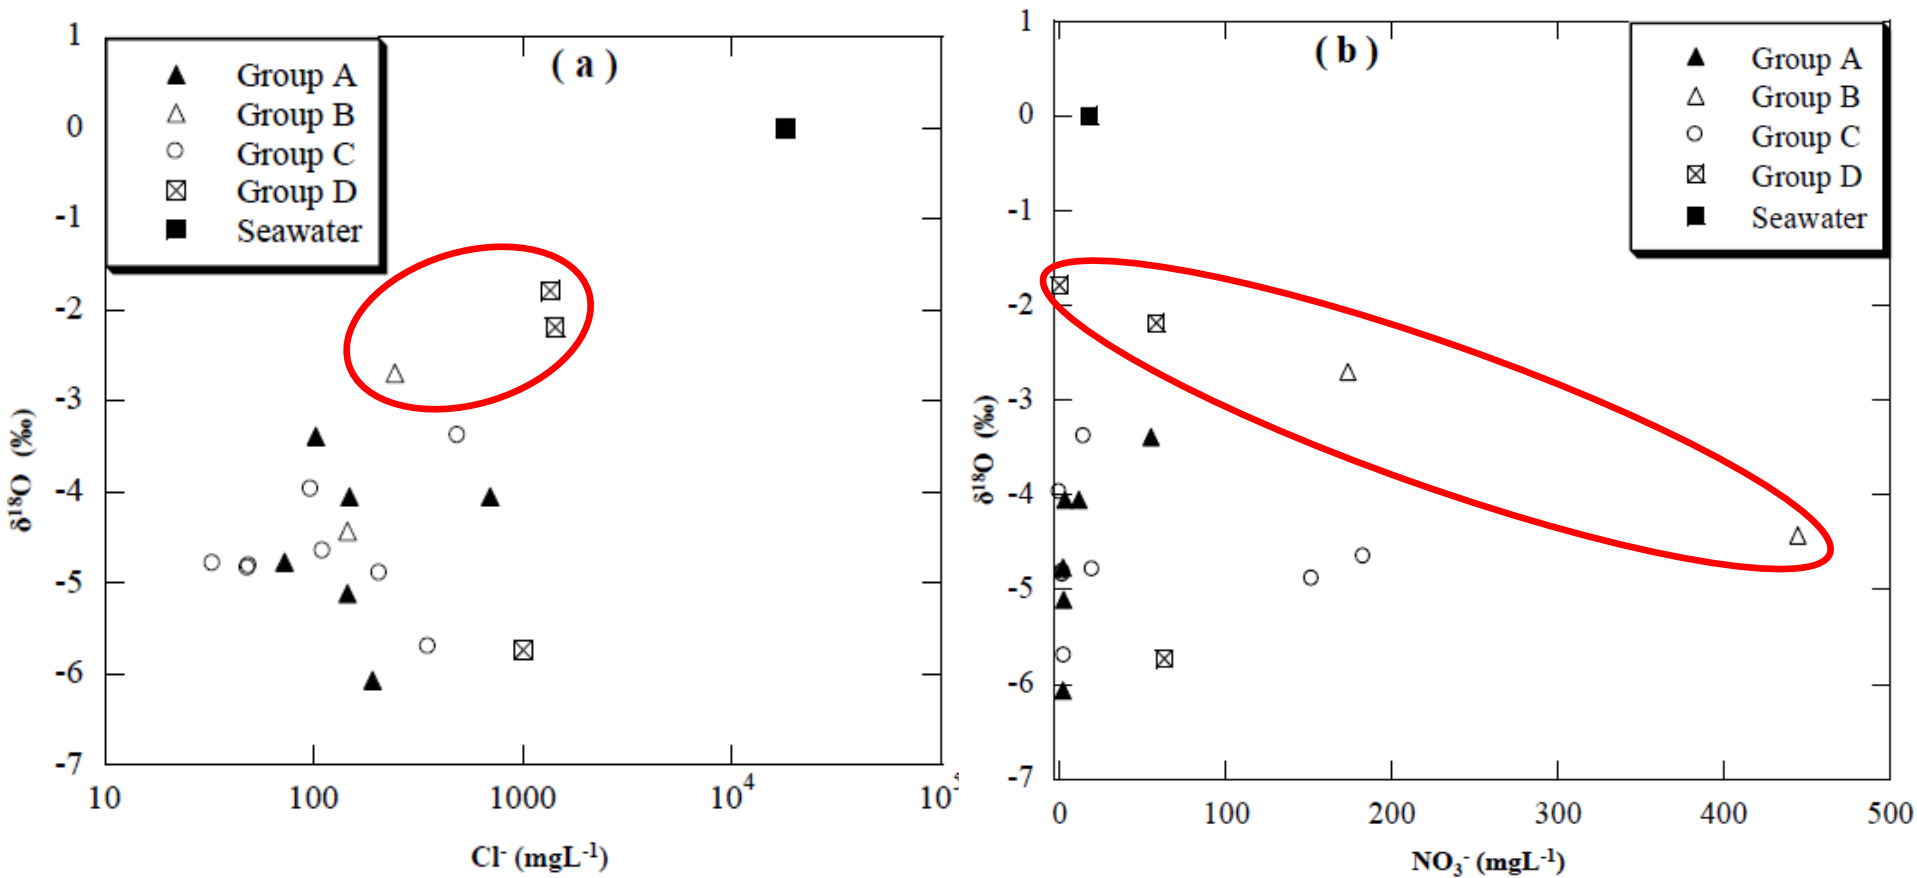 ( a )
Group A
Group B
Group C
Group D
Seawater
1
0
-1
-2
-3
-4
-5
-6
-7
δ¹⁸O (‰)
10
100
1000
10⁴
10⁵
Cl⁻ (mgL⁻¹)
( b )
Group A
Group B
Group C
Group D
Seawater
1
0
-1
-2
-3
-4
-5
-6
-7
δ¹⁸O (‰)
0
100
200
300
400
500
NO₃⁻ (mgL⁻¹)